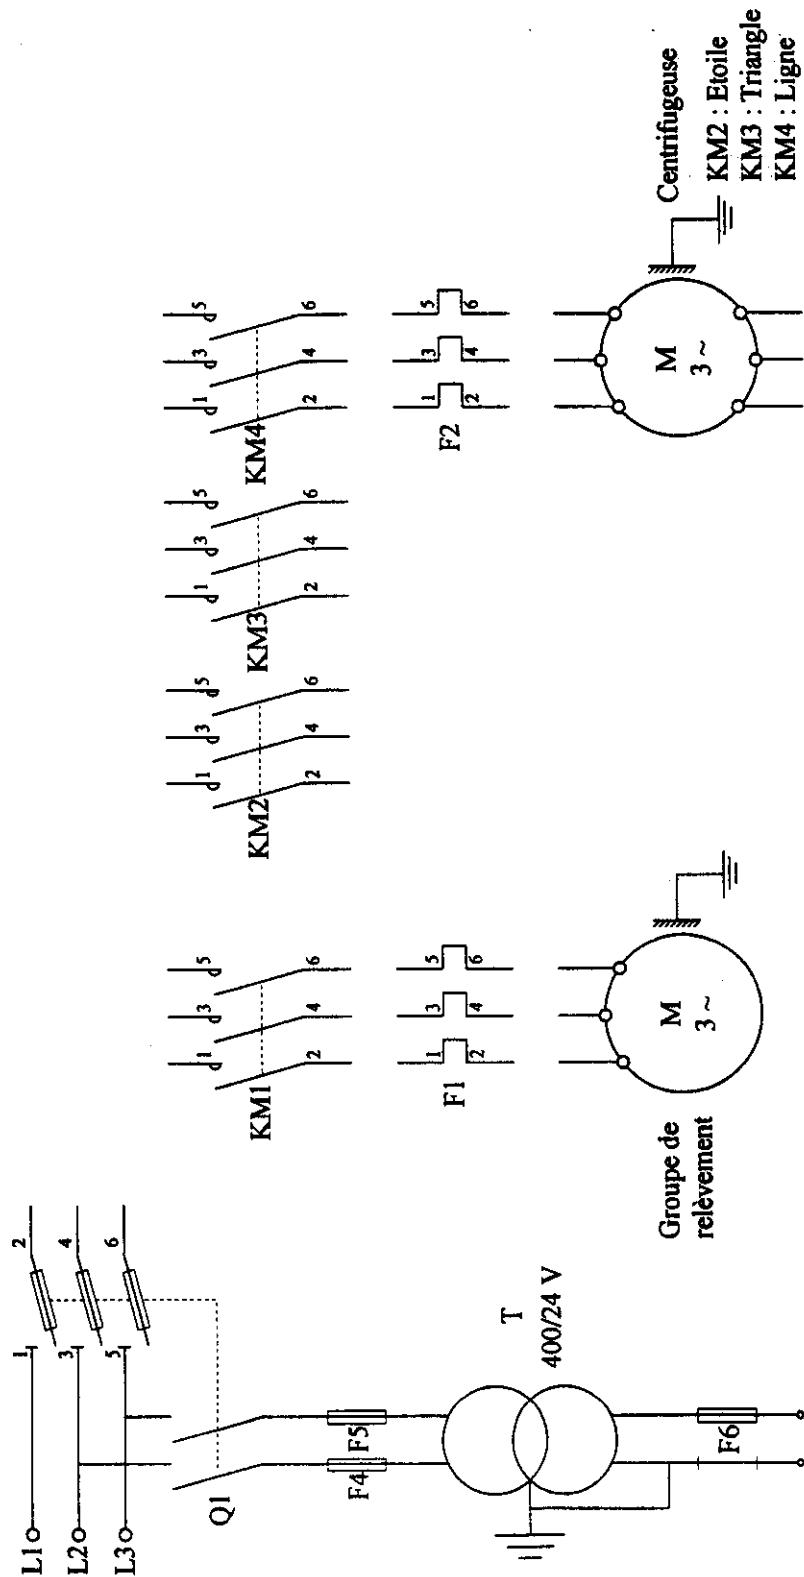 L1
L2
L3
1
2
3
4
5
6
Q1
F4
F5
T
400/24 V
F6
KM1
1
3
5
2
4
6
F1
1
3
5
2
4
6
M
3 ~
Groupe de
relèvement
KM2
1
3
5
2
4
6
KM3
1
3
5
2
4
6
KM4
1
3
5
2
4
6
F2
1
3
5
2
4
6
M
3 ~
Centrifugeuse
KM2 : Etoile
KM3 : Triangle
KM4 : Ligne